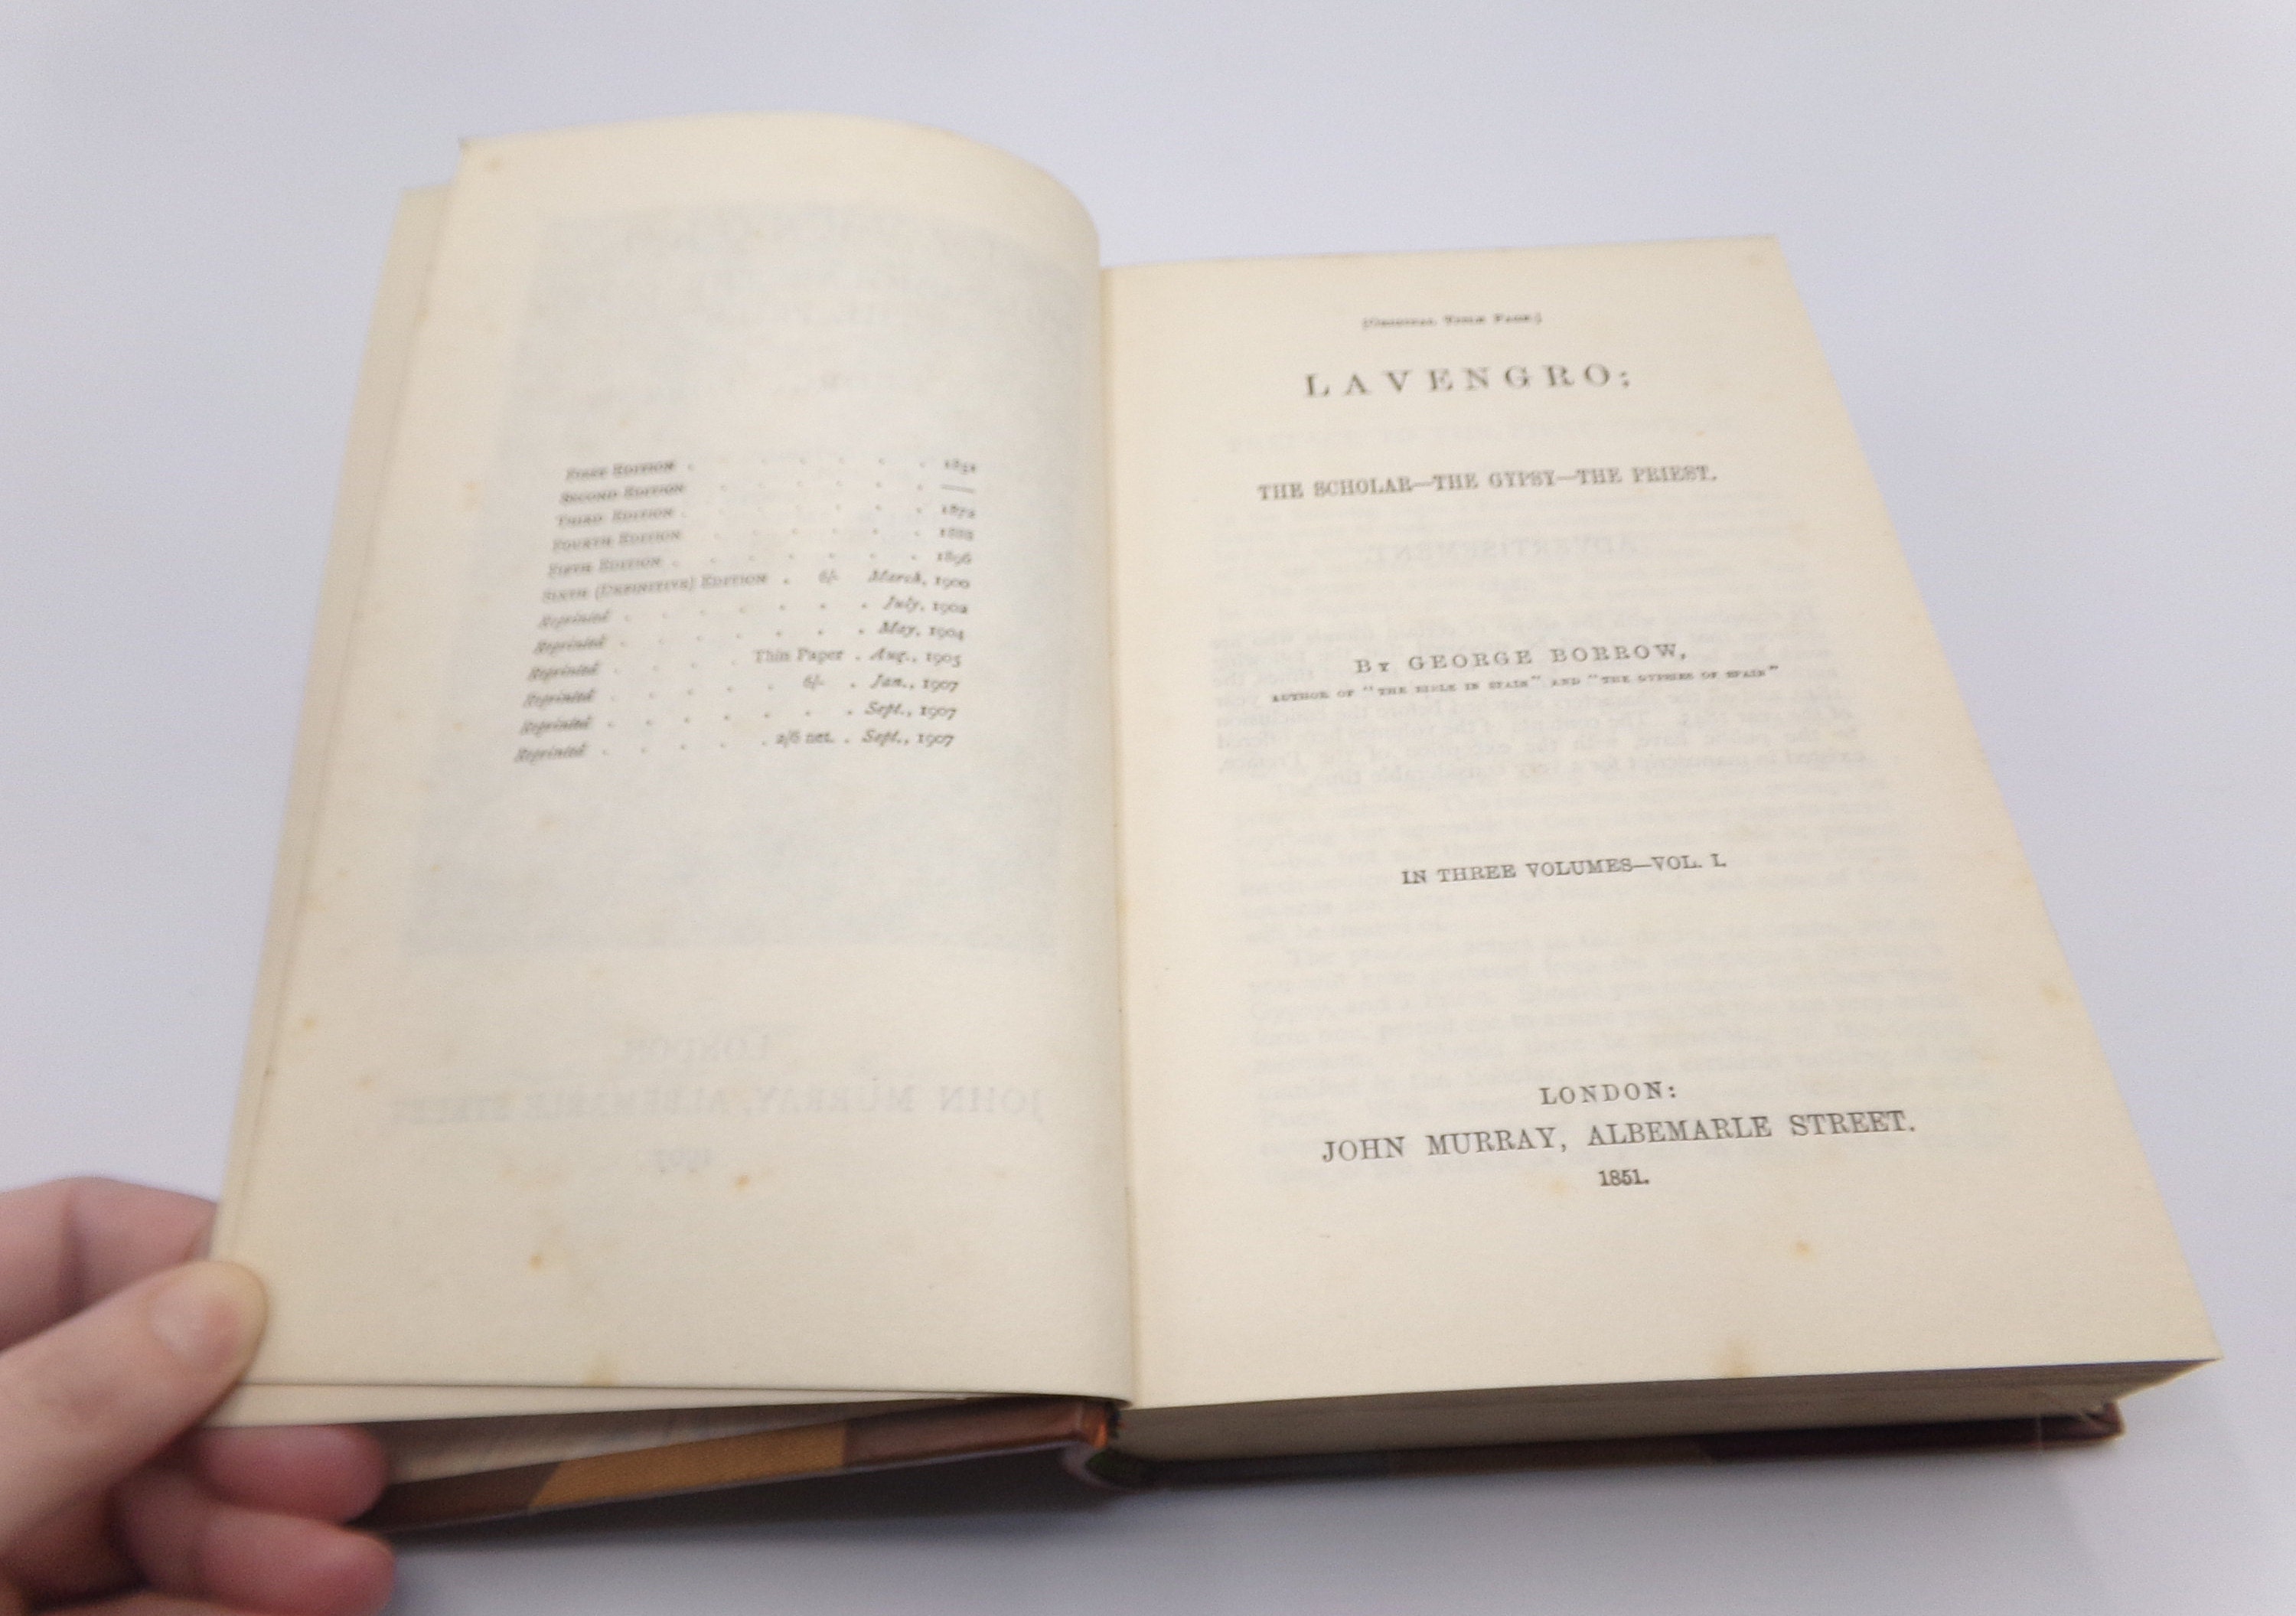 FIRST EDITION . . . . . . 1851
SECOND EDITION . . . . . . ——
THIRD EDITION . . . . . . 1872
FOURTH EDITION . . . . . 1888
FIFTH EDITION . . . . . . 1896
SIXTH (DEFINITIVE) EDITION . 6/- March, 1900
Reprinted . . . . . . July, 1902
Reprinted . . . . . . May, 1904
Reprinted . . . Thin Paper . Aug., 1905
Reprinted . . . . . 6/- . Jan., 1907
Reprinted . . . . . . Sept., 1907
Reprinted . . . . . 2/6 net. . Sept., 1907
[ORIGINAL TITLE PAGE.]
LAVENGRO;
THE SCHOLAR—THE GYPSY—THE PRIEST.
BY GEORGE BORROW,
AUTHOR OF "THE BIBLE IN SPAIN" AND "THE GYPSIES OF SPAIN"
IN THREE VOLUMES—VOL. I.
LONDON:
JOHN MURRAY, ALBEMARLE STREET.
1851.